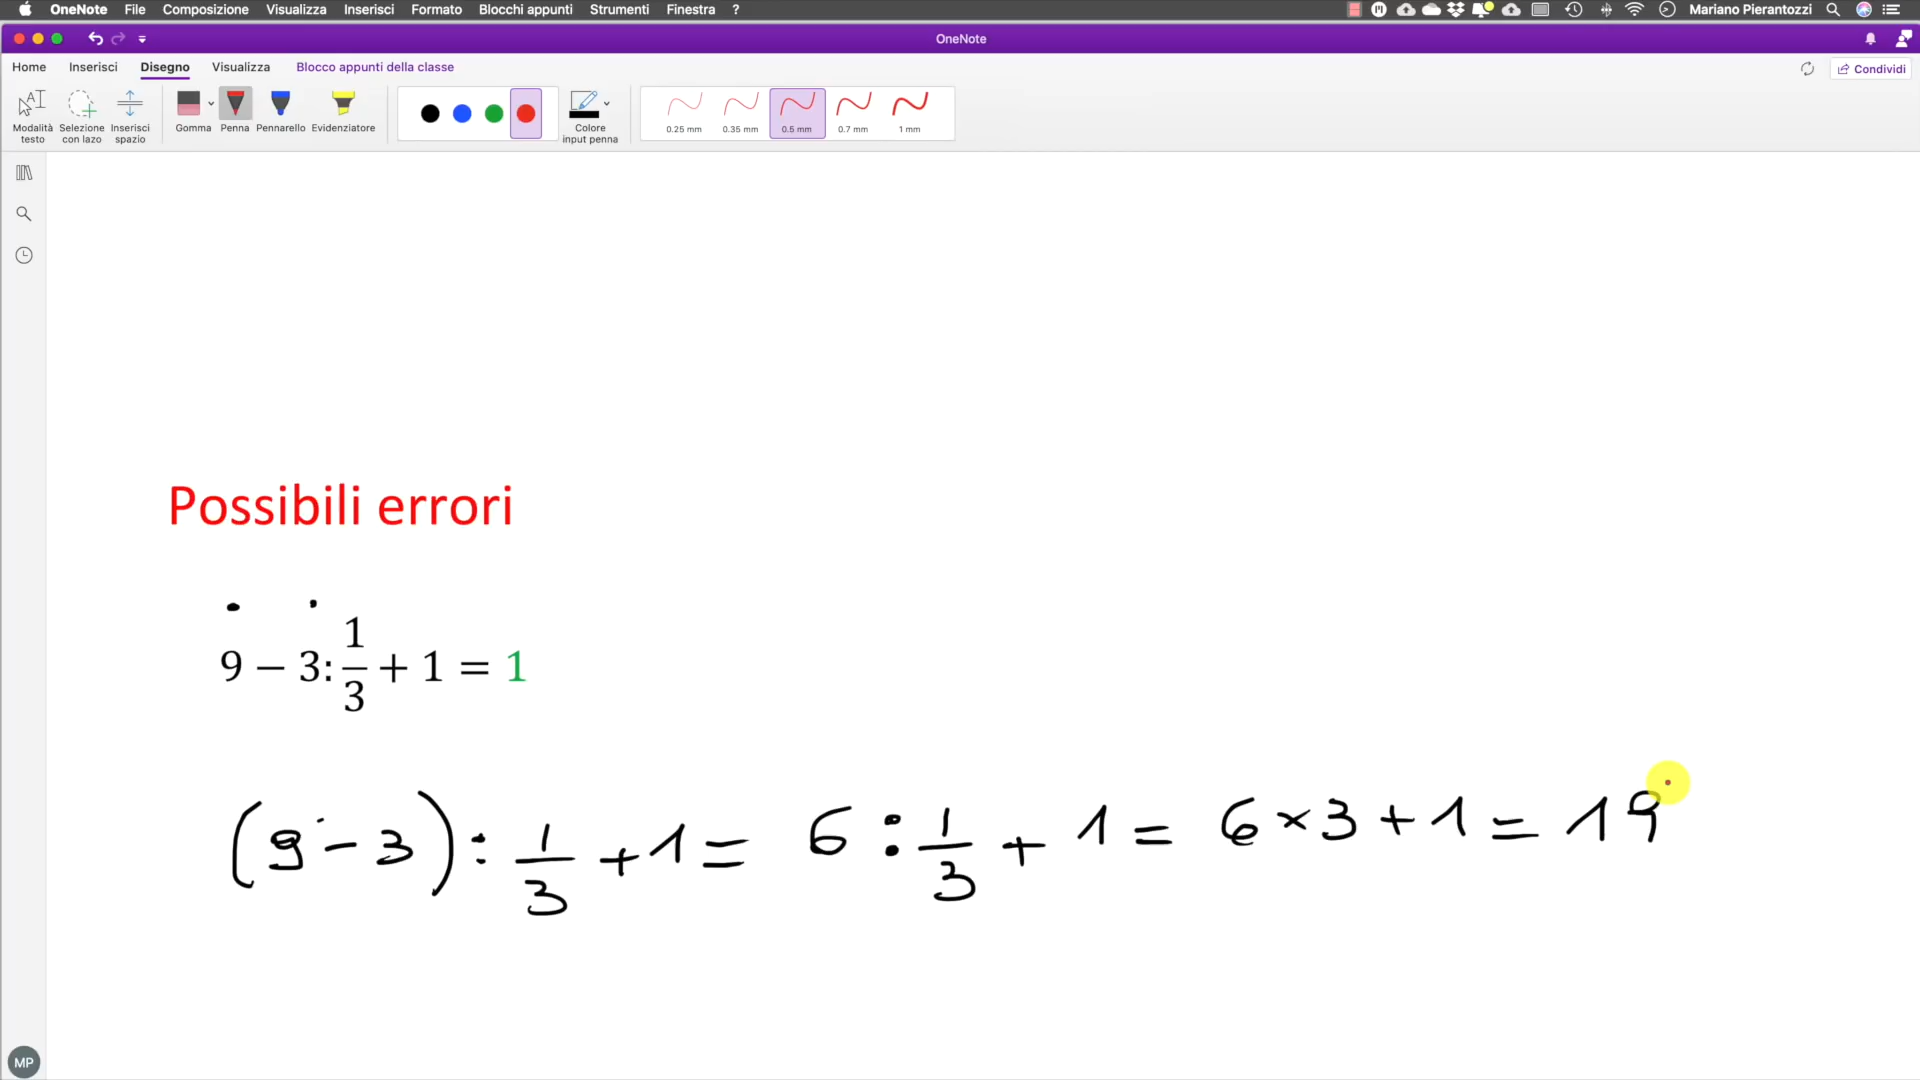 OneNote File Composizione Visualizza Inserisci Formato Blocchi appunti Strumenti Finestra ? Mariano Pierantozzi
OneNote
Home Inserisci Disegno Visualizza Blocco appunti della classe Condividi
Modalità testo Selezione con lazo Inserisci spazio Gomma Penna Pennarello Evidenziatore Colore input penna 0.25 mm 0.35 mm 0.5 mm 0.7 mm 1 mm
Possibili errori
9 − 3: 1/3 + 1 = 1
(9 − 3) : 1/3 + 1 = 6 : 1/3 + 1 = 6 × 3 + 1 = 19
MP